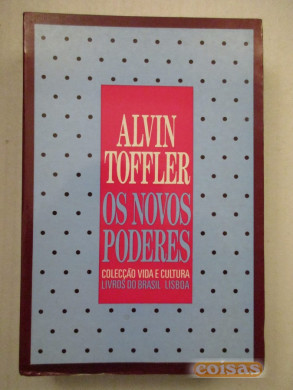 ALVIN
TOFFLER
OS NOVOS
PODERES
COLECÇÃO VIDA E CULTURA
LIVROS DO BRASIL LISBOA
coisas